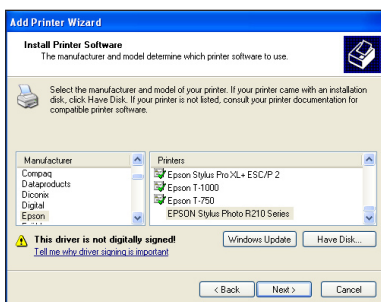 Add Printer Wizard
Install Printer Software
The manufacturer and model determine which printer software to use.
Select the manufacturer and model of your printer. If your printer came with an installation
disk, click Have Disk. If your printer is not listed, consult your printer documentation for
compatible printer software.
Manufacturer
Compaq
Dataproducts
Diconix
Digital
Epson
Printers
Epson Stylus Pro XL+ ESC/P 2
Epson T-1000
Epson T-750
EPSON Stylus Photo R210 Series
This driver is not digitally signed!
Tell me why driver signing is important
Windows Update
Have Disk...
< Back
Next >
Cancel